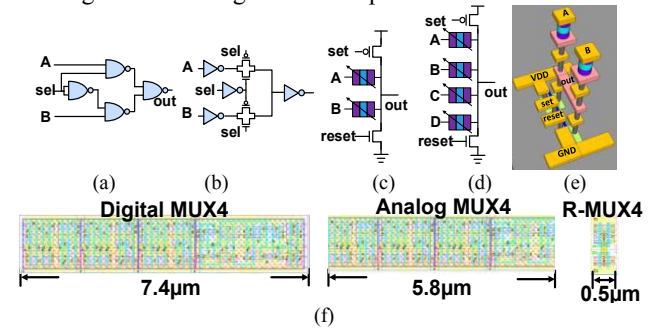 A
sel
B
out
(a)
sel
A
sel
B
sel
out
(b)
set
A
B
out
reset
(c)
set
A
B
C
D
out
reset
(d)
A
B
VDD
out
set
reset
GND
(e)
Digital MUX4
7.4µm
Analog MUX4
5.8µm
R-MUX4
0.5µm
(f)